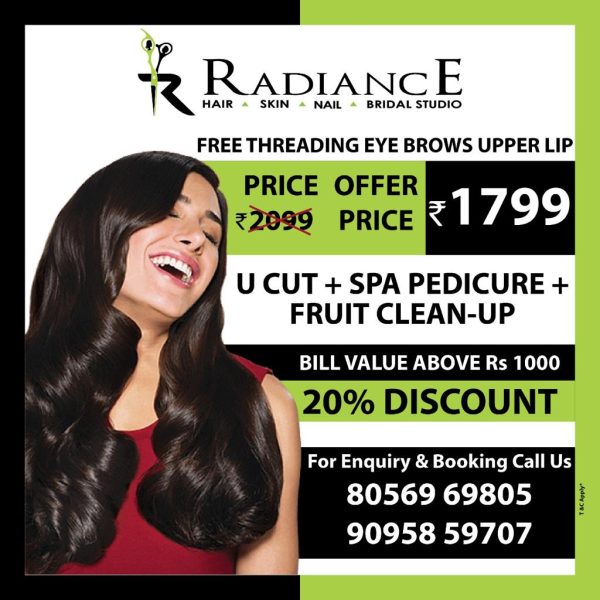 RADIANCE
HAIR ▲ SKIN ▲ NAIL ▲ BRIDAL STUDIO
FREE THREADING EYE BROWS UPPER LIP
PRICE OFFER
₹2099 PRICE ₹1799
U CUT + SPA PEDICURE +
FRUIT CLEAN-UP
BILL VALUE ABOVE Rs 1000
20% DISCOUNT
For Enquiry & Booking Call Us
80569 69805
90958 59707
T &C Apply*